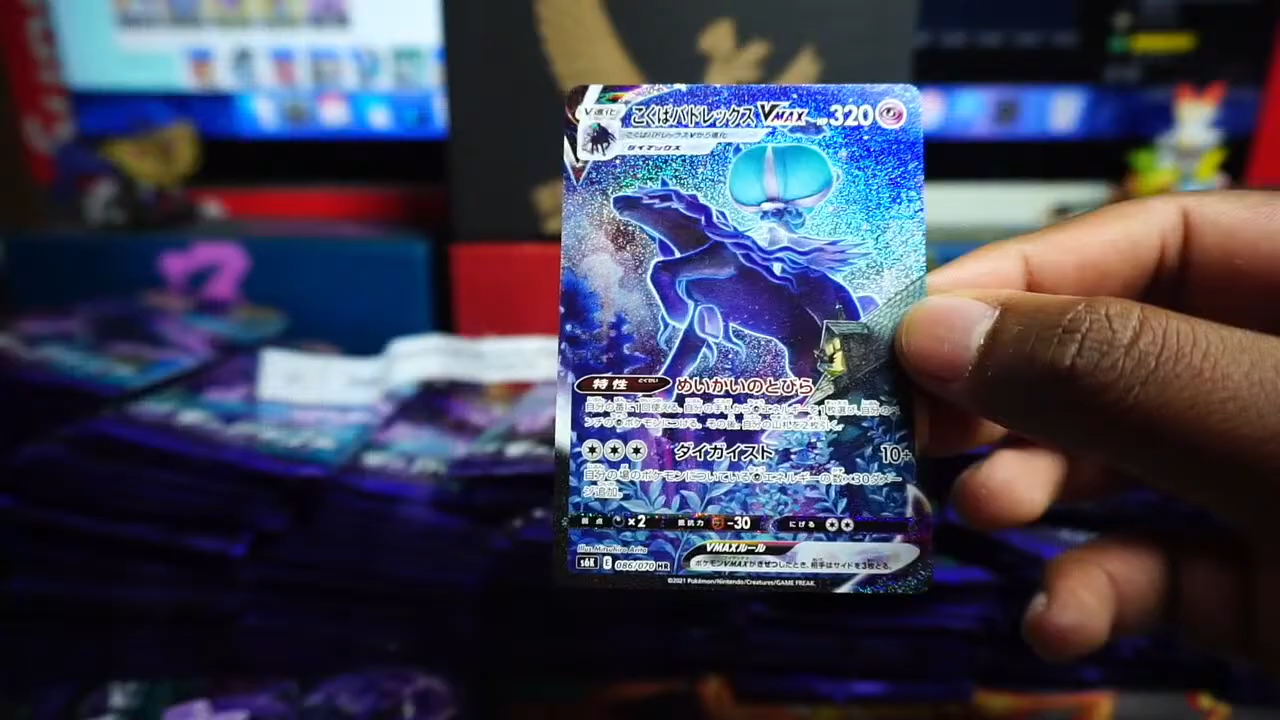 V進化 こくばバドレックス VMAX HP 320
こくばバドレックスVから進化
ダイマックス
特性 めいかいのとびら
自分の番に1回使える。自分の手札からエネルギーを1枚選び、自分のベ
ンチのポケモンにつける。その後、自分の山札を2枚引く。
ダイガイスト 10+
自分の場のポケモンについているエネルギーの数×30ダメー
ジ追加。
弱点 ×2 抵抗力 -30 にげる
Illus. Mitsuhiro Arita
VMAXルール
s6K E 086/070 HR
ポケモンVMAXがきぜつしたとき、相手はサイドを3枚とる。
©2021 Pokémon/Nintendo/Creatures/GAME FREAK.